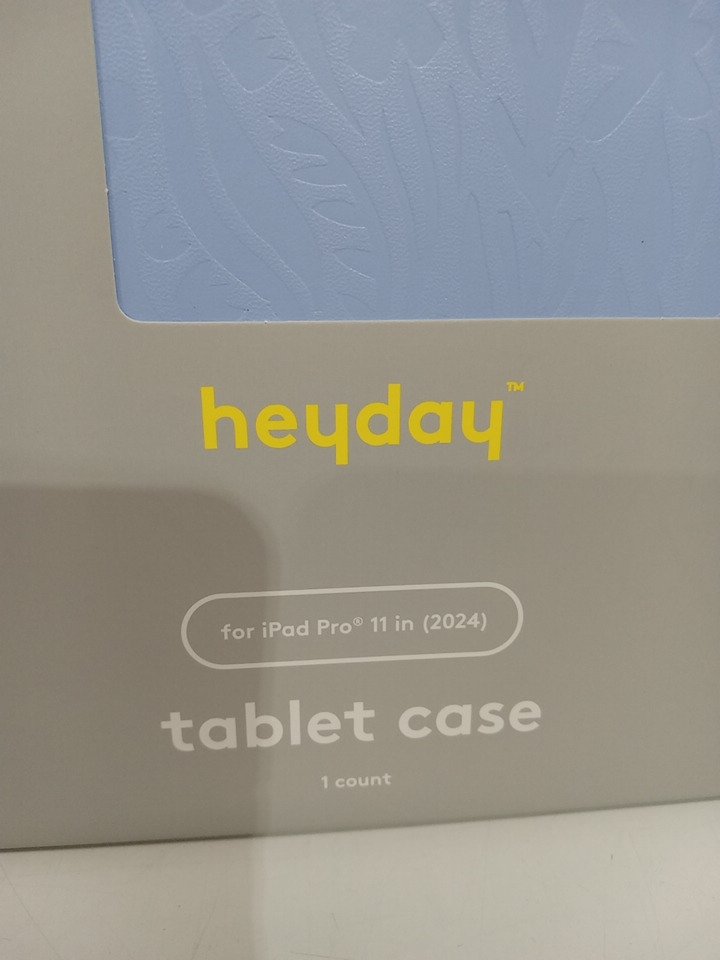 heyday™
for iPad Pro® 11 in (2024)
tablet case
1 count